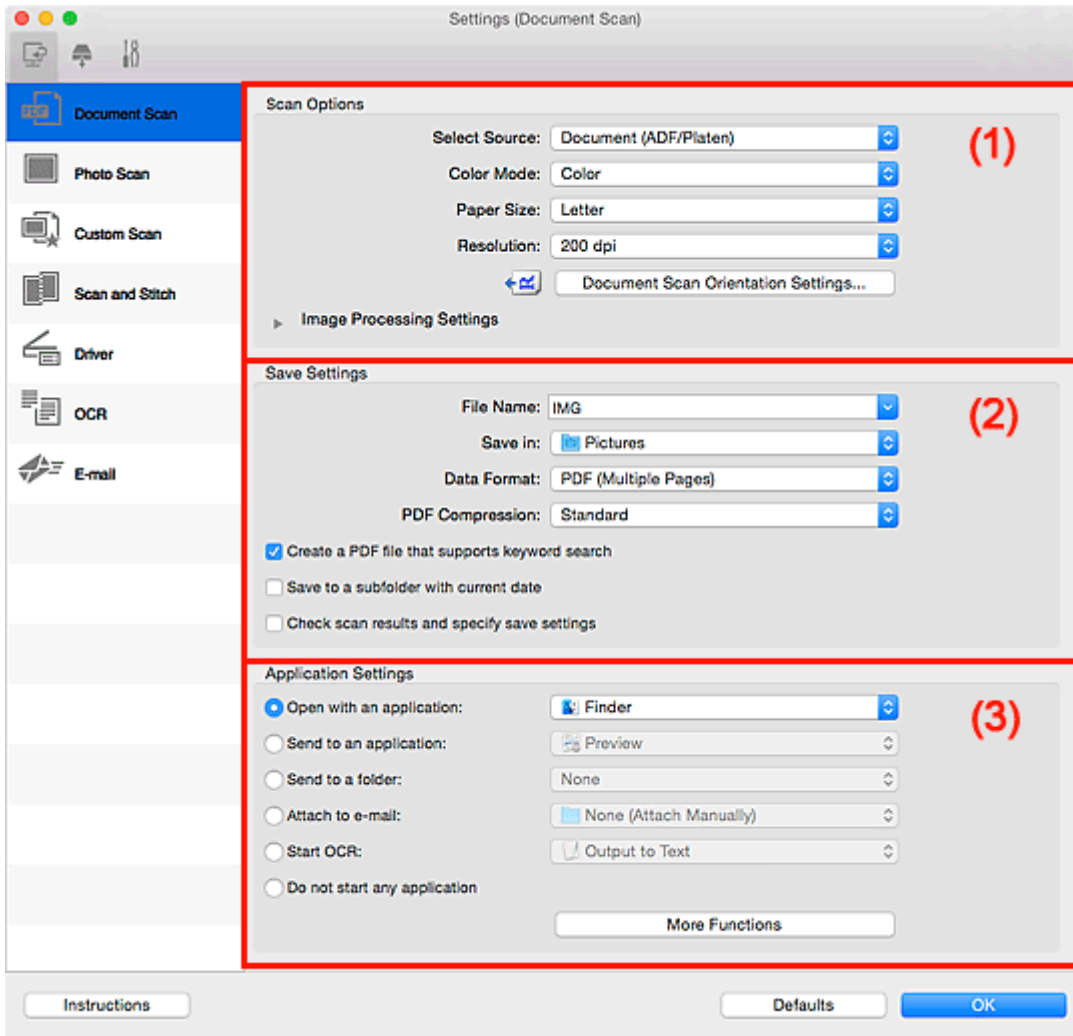 Settings (Document Scan)
Document Scan
Photo Scan
Custom Scan
Scan and Stitch
Driver
OCR
E-mail
Scan Options
(1)
Select Source: Document (ADF/Platen)
Color Mode: Color
Paper Size: Letter
Resolution: 200 dpi
Document Scan Orientation Settings...
Image Processing Settings
Save Settings
(2)
File Name: IMG
Save in: Pictures
Data Format: PDF (Multiple Pages)
PDF Compression: Standard
Create a PDF file that supports keyword search
Save to a subfolder with current date
Check scan results and specify save settings
Application Settings
(3)
Open with an application: Finder
Send to an application: Preview
Send to a folder: None
Attach to e-mail: None (Attach Manually)
Start OCR: Output to Text
Do not start any application
More Functions
Instructions Defaults OK